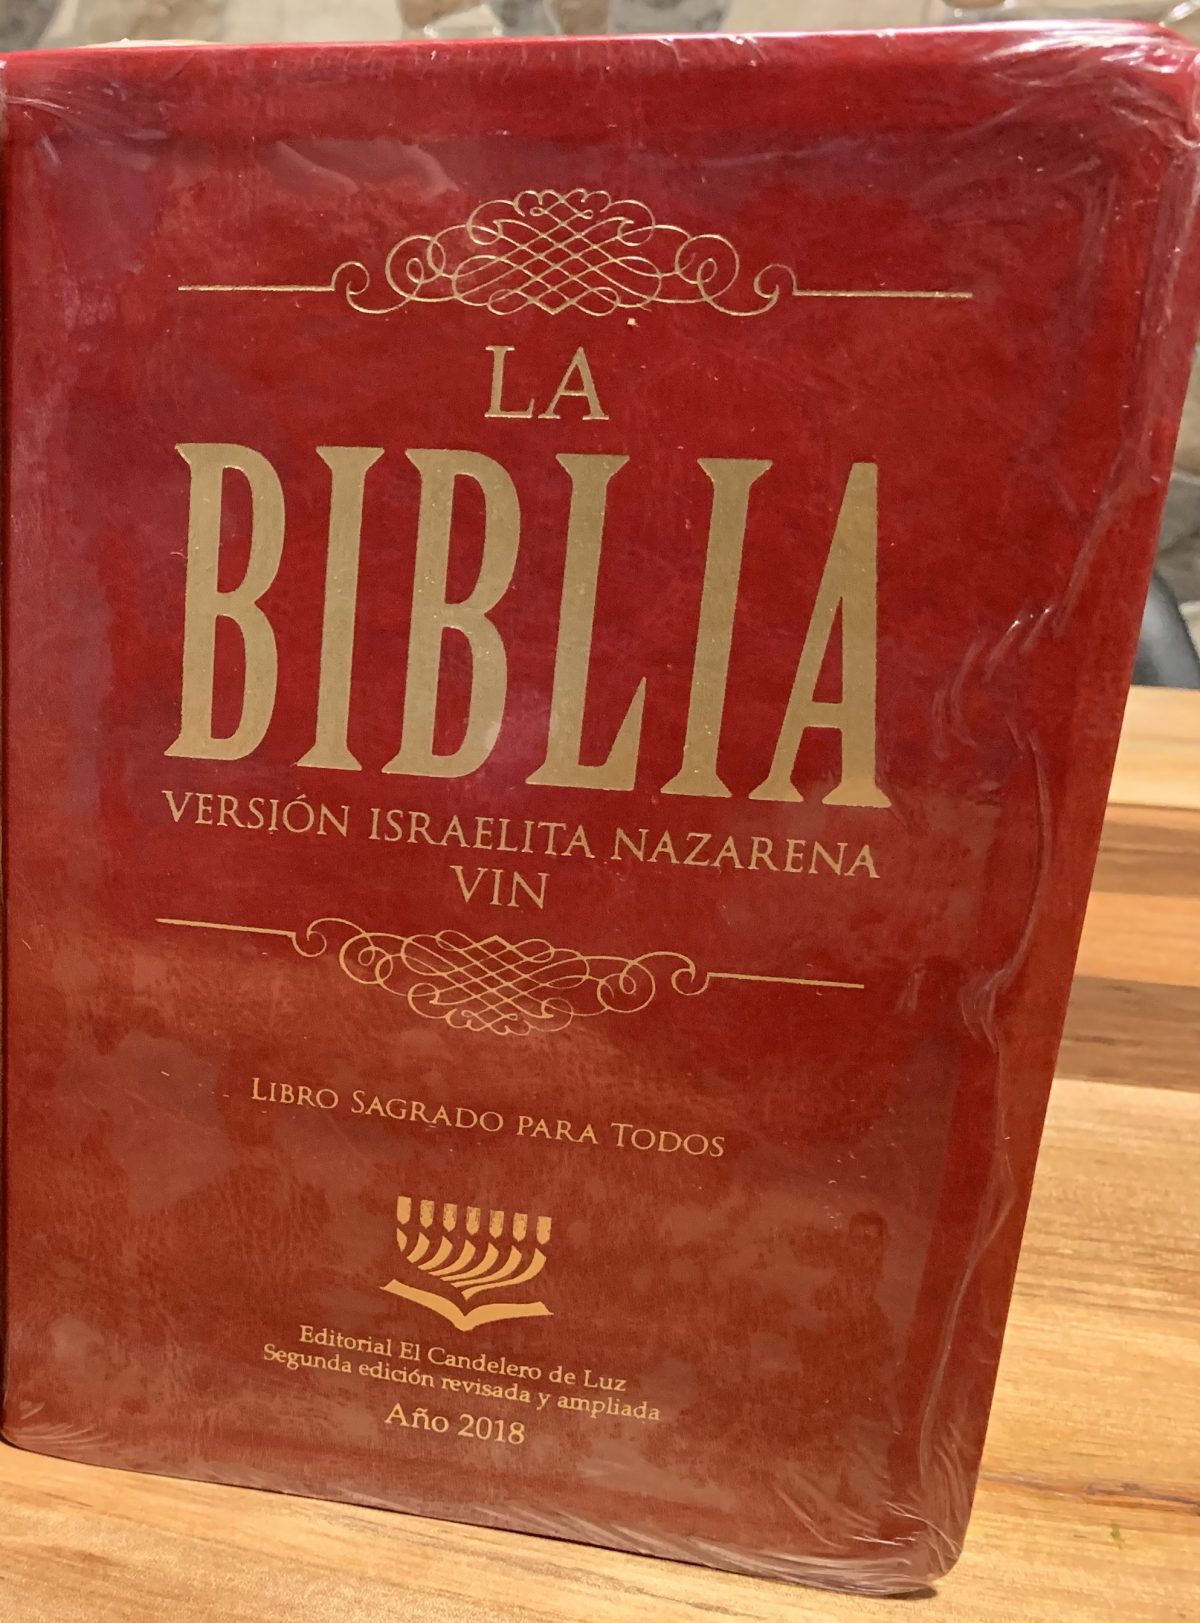 LA
BIBLIA
VERSIÓN ISRAELITA NAZARENA
VIN
LIBRO SAGRADO PARA TODOS
Editorial El Candelero de Luz
Segunda edición revisada y ampliada
Año 2018